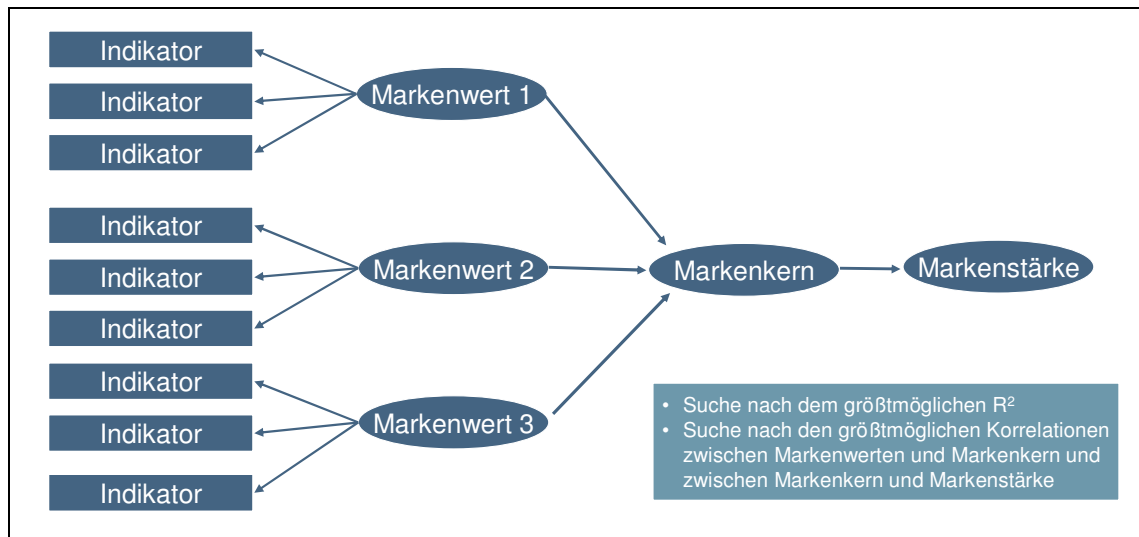 Indikator
Indikator
Indikator
Markenwert 1
Indikator
Indikator
Indikator
Markenwert 2
Markenkern
Markenstärke
Indikator
Indikator
Indikator
Markenwert 3
• Suche nach dem größtmöglichen R²
• Suche nach den größtmöglichen Korrelationen
zwischen Markenwerten und Markenkern und
zwischen Markenkern und Markenstärke